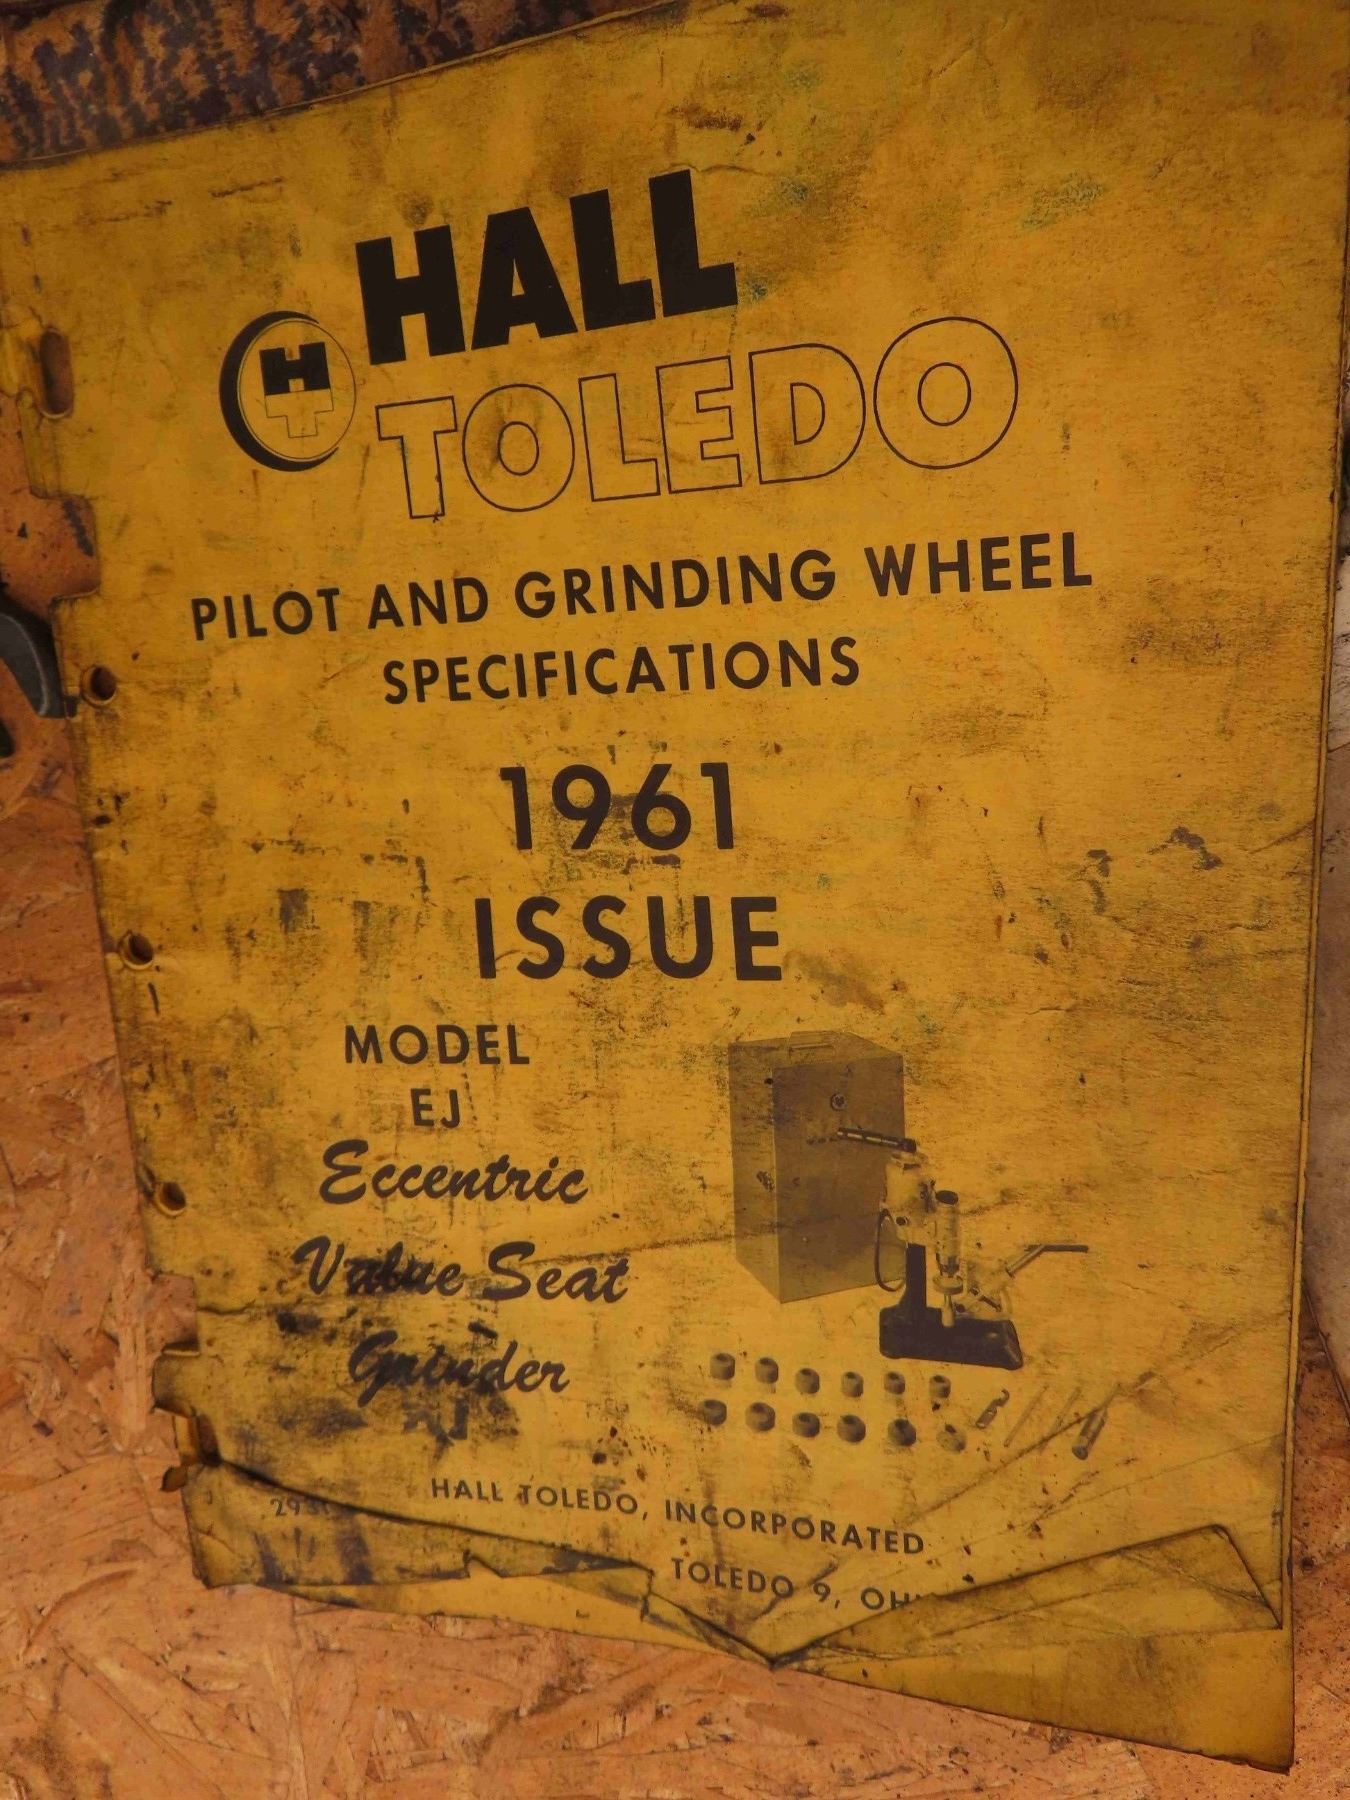 HALL
TOLEDO
HT
PILOT AND GRINDING WHEEL
SPECIFICATIONS
1961
ISSUE
MODEL
EJ
Eccentric
Valve Seat
Grinder
HALL TOLEDO, INCORPORATED
TOLEDO 9,